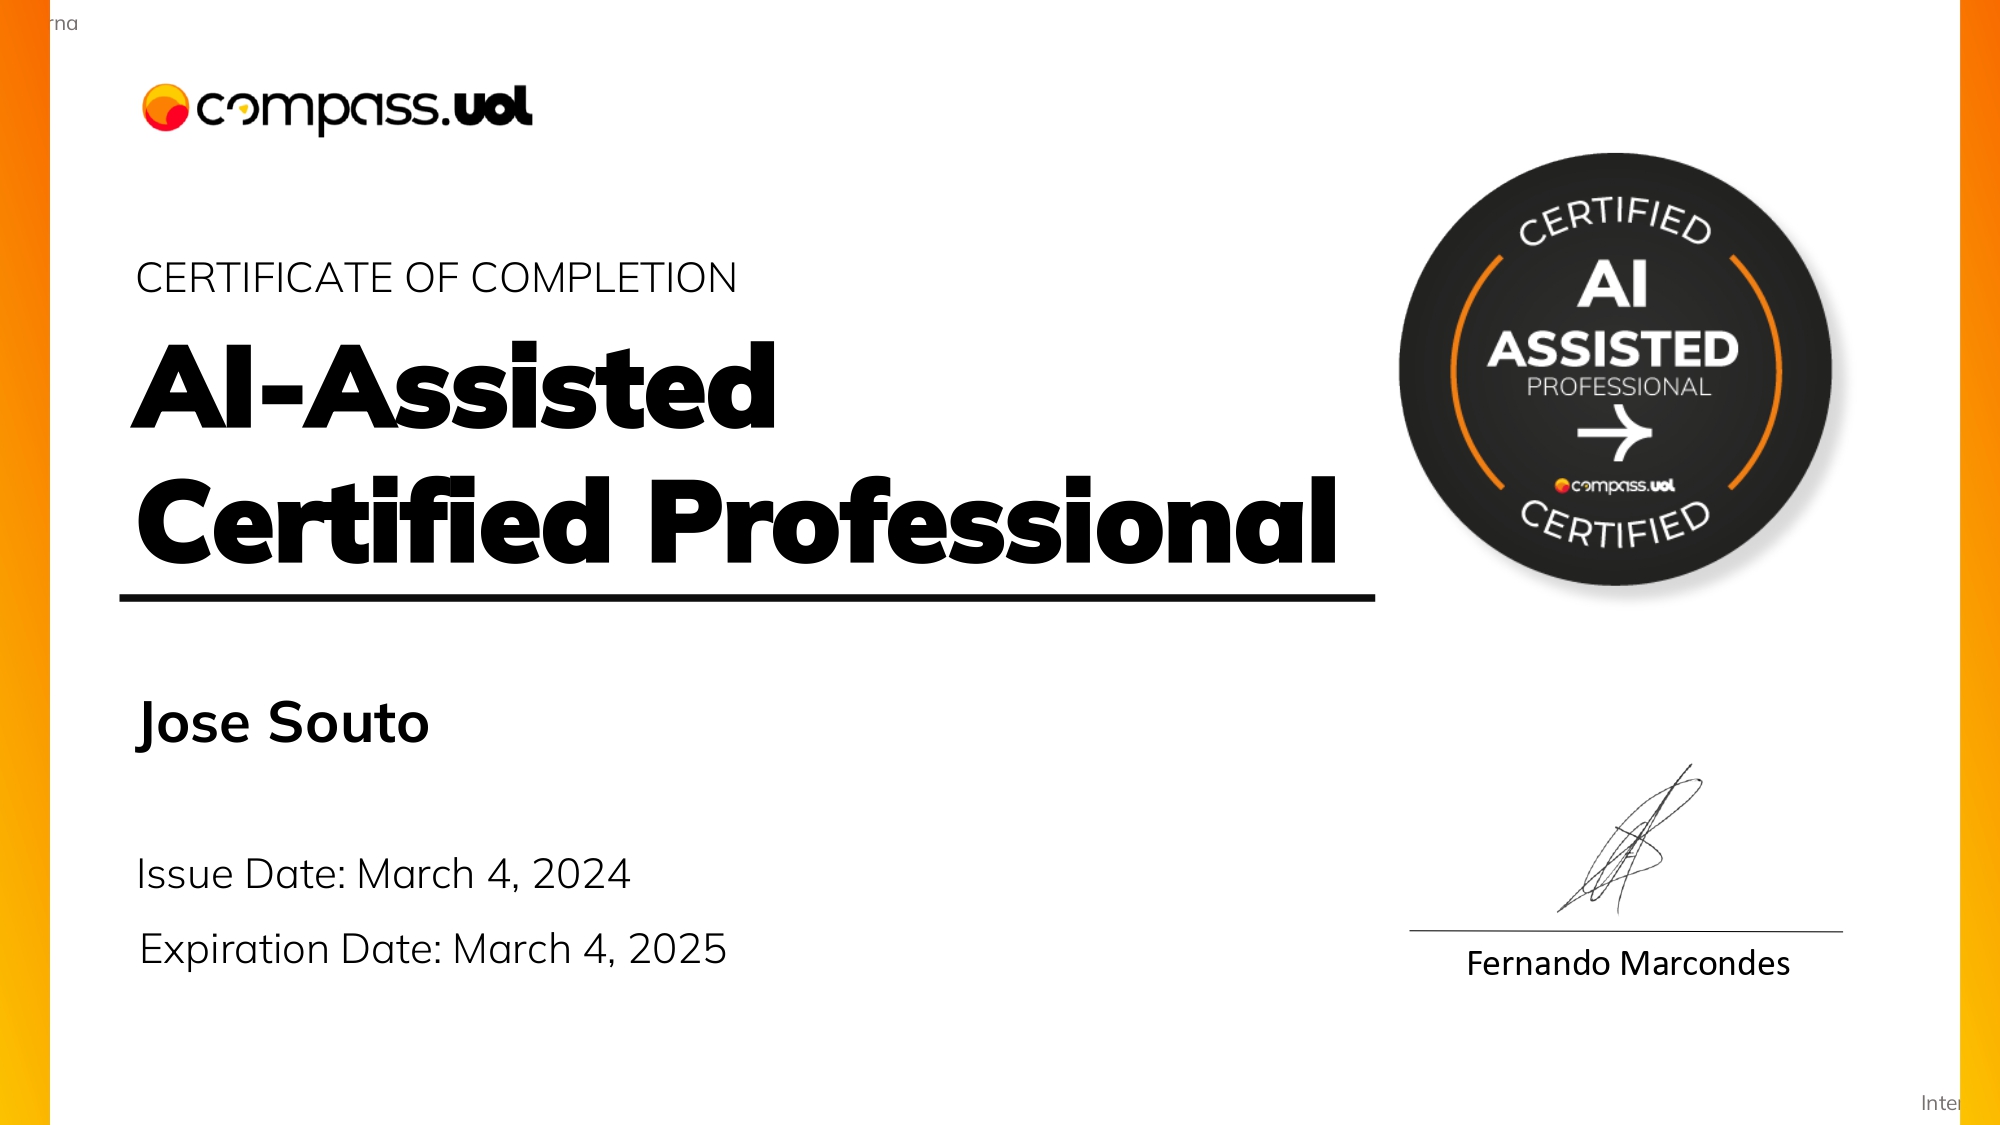 rna
compass.uol
CERTIFICATE OF COMPLETION
AI-Assisted
Certified Professional
CERTIFIED
AI
ASSISTED
PROFESSIONAL
compass.uol
CERTIFIED
Jose Souto
Issue Date: March 4, 2024
Expiration Date: March 4, 2025
Fernando Marcondes
Inter